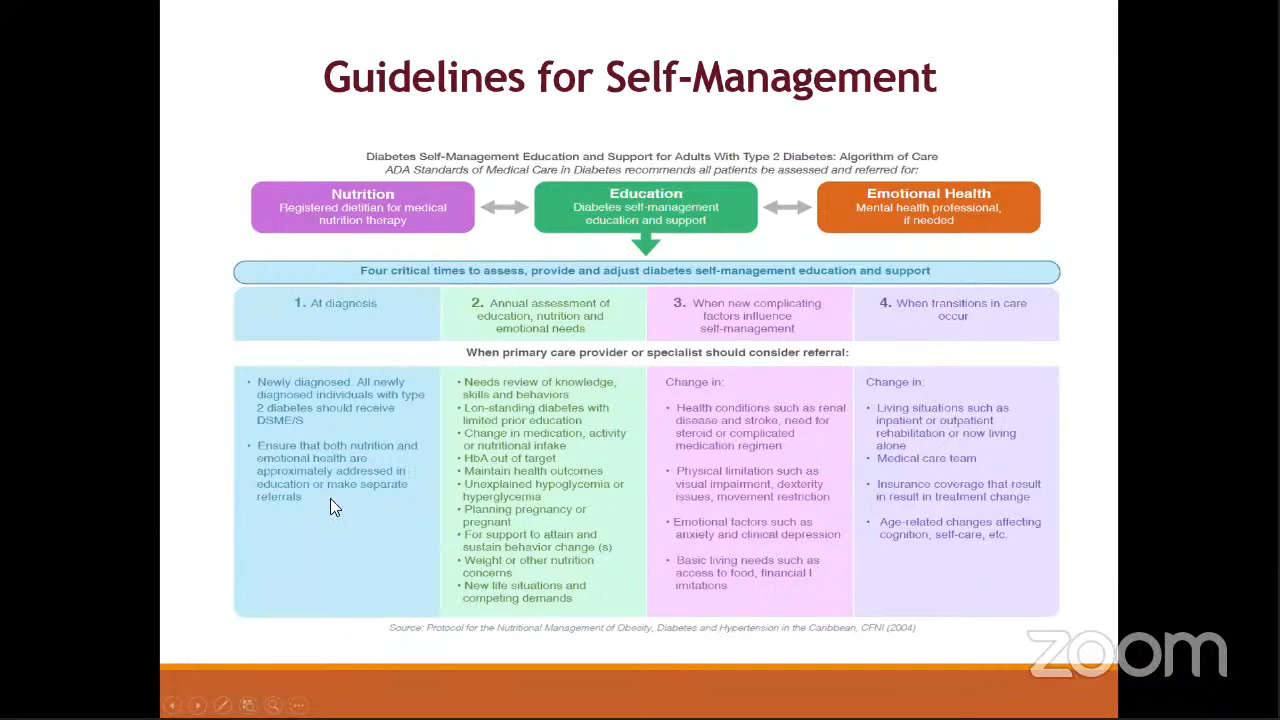 Guidelines for Self-Management
Diabetes Self-Management Education and Support for Adults With Type 2 Diabetes: Algorithm of Care
ADA Standards of Medical Care in Diabetes recommends all patients be assessed and referred for:
Nutrition
Registered dietitian for medical
nutrition therapy
Education
Diabetes self-management
education and support
Emotional Health
Mental health professional,
if needed
Four critical times to assess, provide and adjust diabetes self-management education and support
1. At diagnosis
2. Annual assessment of
education, nutrition and
emotional needs
3. When new complicating
factors influence
self-management
4. When transitions in care
occur
When primary care provider or specialist should consider referral:
• Newly diagnosed. All newly
diagnosed individuals with type
2 diabetes should receive
DSME/S
• Ensure that both nutrition and
emotional health are
approximately addressed in
education or make separate
referrals
• Needs review of knowledge,
skills and behaviors
• Lon-standing diabetes with
limited prior education
• Change in medication, activity
or nutritional intake
• HbA out of target
• Maintain health outcomes
• Unexplained hypoglycemia or
hyperglycemia
• Planning pregnancy or
pregnant
• For support to attain and
sustain behavior change (s)
• Weight or other nutrition
concerns
• New life situations and
competing demands
Change in:
• Health conditions such as renal
disease and stroke, need for
steroid or complicated
medication regimen
• Physical limitation such as
visual impairment, dexterity
issues, movement restriction
• Emotional factors such as
anxiety and clinical depression
• Basic living needs such as
access to food, financial l
imitations
Change in:
• Living situations such as
inpatient or outpatient
rehabilitation or now living
alone
• Medical care team
• Insurance coverage that result
in result in treatment change
• Age-related changes affecting
cognition, self-care, etc.
Source: Protocol for the Nutritional Management of Obesity, Diabetes and Hypertension in the Caribbean, CFNI (2004)
zoom